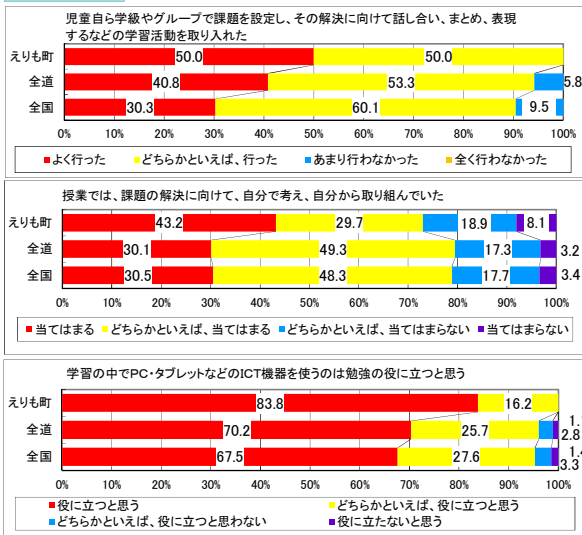 児童自ら学級やグループで課題を設定し、その解決に向けて話し合い、まとめ、表現
するなどの学習活動を取り入れた
えりも町 50.0 50.0
全道 40.8 53.3 5.8
全国 30.3 60.1 9.5
0% 10% 20% 30% 40% 50% 60% 70% 80% 90% 100%
■よく行った ■どちらかといえば、行った ■あまり行わなかった ■全く行わなかった
授業では、課題の解決に向けて、自分で考え、自分から取り組んでいた
えりも町 43.2 29.7 18.9 8.1
全道 30.1 49.3 17.3 3.2
全国 30.5 48.3 17.7 3.4
0% 10% 20% 30% 40% 50% 60% 70% 80% 90% 100%
■当てはまる ■どちらかといえば、当てはまる ■どちらかといえば、当てはまらない ■当てはまらない
学習の中でPC・タブレットなどのICT機器を使うのは勉強の役に立つと思う
えりも町 83.8 16.2
全道 70.2 25.7 2.8
全国 67.5 27.6 3.3
0% 10% 20% 30% 40% 50% 60% 70% 80% 90% 100%
■役に立つと思う ■どちらかといえば、役に立つと思う
■どちらかといえば、役に立つと思わない ■役に立たないと思う